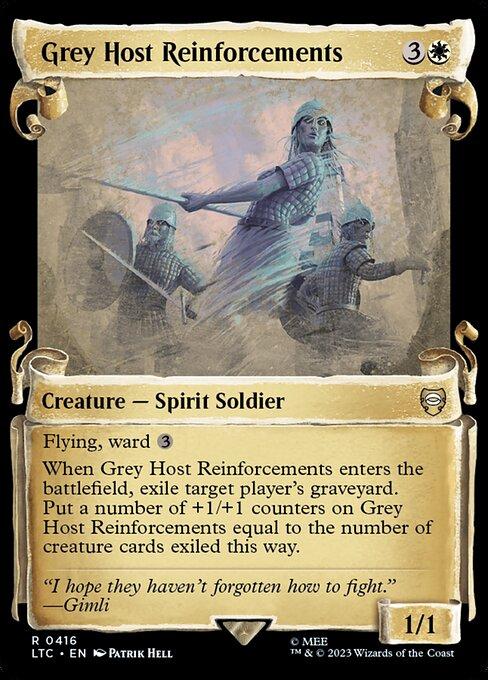 Grey Host Reinforcements 3
Creature — Spirit Soldier
Flying, ward 3
When Grey Host Reinforcements enters the
battlefield, exile target player's graveyard.
Put a number of +1/+1 counters on Grey
Host Reinforcements equal to the number of
creature cards exiled this way.
"I hope they haven't forgotten how to fight."
—Gimli
1/1
R 0416
LTC • EN Patrik Hell
© MEE
™ & © 2023 Wizards of the Coast